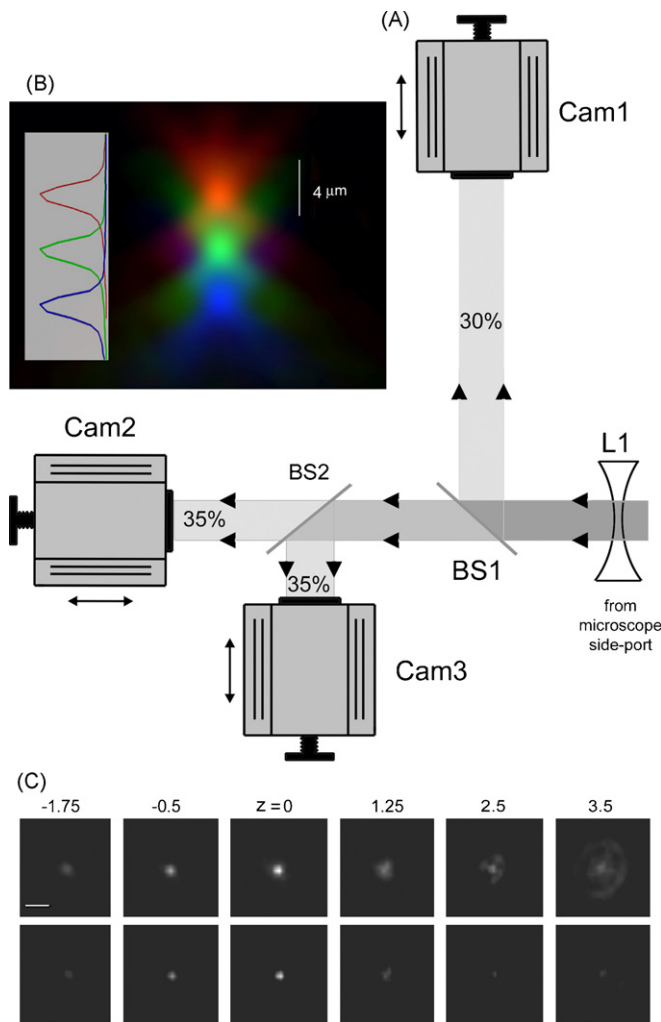 (A)
(B)
Cam1
4 μm
30%
Cam2
L1
BS2
35%
BS1
35%
from
microscope
side-port
Cam3
(C)
-1.75 -0.5 z = 0 1.25 2.5 3.5